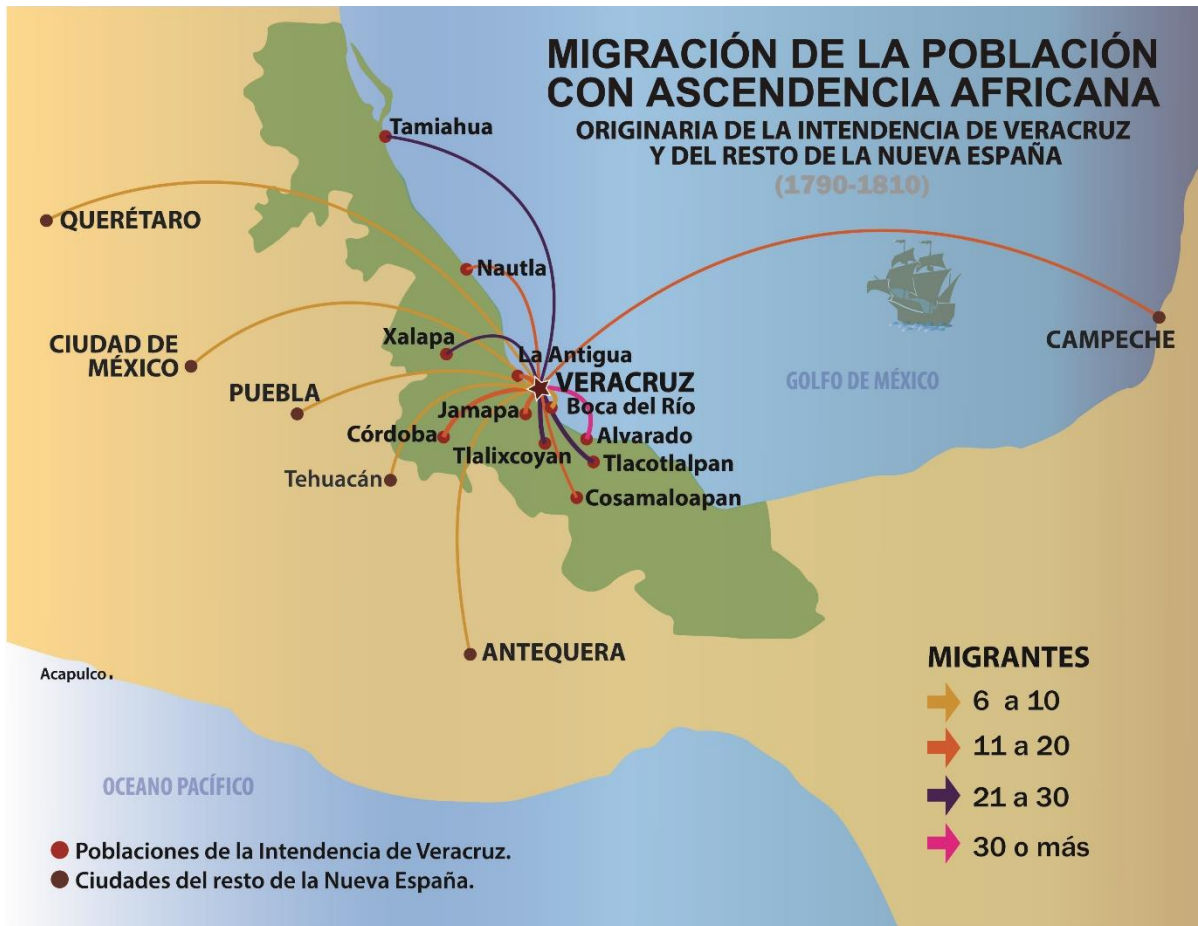 MIGRACIÓN DE LA POBLACIÓN
CON ASCENDENCIA AFRICANA
ORIGINARIA DE LA INTENDENCIA DE VERACRUZ
Y DEL RESTO DE LA NUEVA ESPAÑA
(1790-1810)
Tamiahua
QUERÉTARO
Nautla
Xalapa
CIUDAD DE
MÉXICO
La Antigua
CAMPECHE
VERACRUZ
GOLFO DE MÉXICO
PUEBLA
Jamapa
Boca del Río
Córdoba
Alvarado
Tlalixcoyan
Tlacotlalpan
Tehuacán
Cosamaloapan
ANTEQUERA
Acapulco
OCEANO PACÍFICO
MIGRANTES
6 a 10
11 a 20
21 a 30
30 o más
Poblaciones de la Intendencia de Veracruz.
Ciudades del resto de la Nueva España.